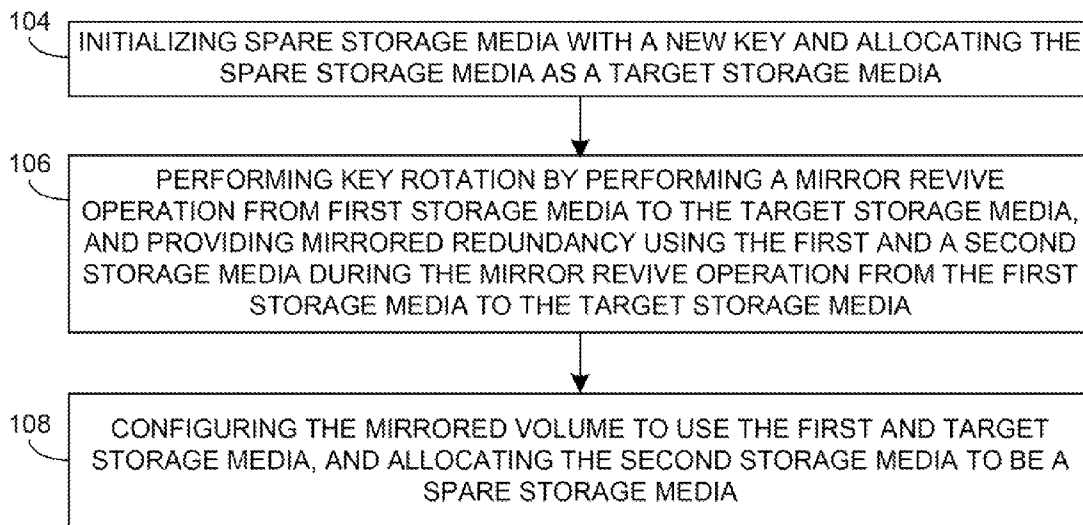 104
INITIALIZING SPARE STORAGE MEDIA WITH A NEW KEY AND ALLOCATING THE
SPARE STORAGE MEDIA AS A TARGET STORAGE MEDIA
106
PERFORMING KEY ROTATION BY PERFORMING A MIRROR REVIVE
OPERATION FROM FIRST STORAGE MEDIA TO THE TARGET STORAGE MEDIA,
AND PROVIDING MIRRORED REDUNDANCY USING THE FIRST AND A SECOND
STORAGE MEDIA DURING THE MIRROR REVIVE OPERATION FROM THE FIRST
STORAGE MEDIA TO THE TARGET STORAGE MEDIA
108
CONFIGURING THE MIRRORED VOLUME TO USE THE FIRST AND TARGET
STORAGE MEDIA, AND ALLOCATING THE SECOND STORAGE MEDIA TO BE A
SPARE STORAGE MEDIA